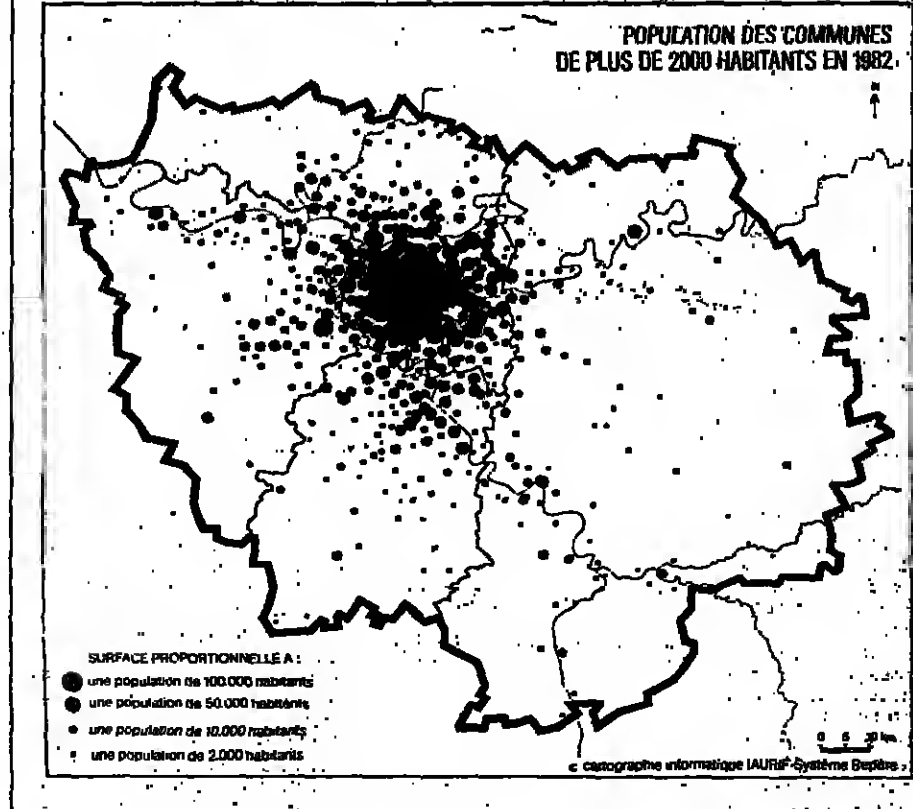 POPULATION DES COMMUNES
DE PLUS DE 2000 HABITANTS EN 1982
N
SURFACE PROPORTIONNELLE A :
une population de 100.000 habitants
une population de 50.000 habitants
une population de 10.000 habitants
une population de 2.000 habitants
0 5 10 km
© cartographie informatique IAURIF-Système Bepère